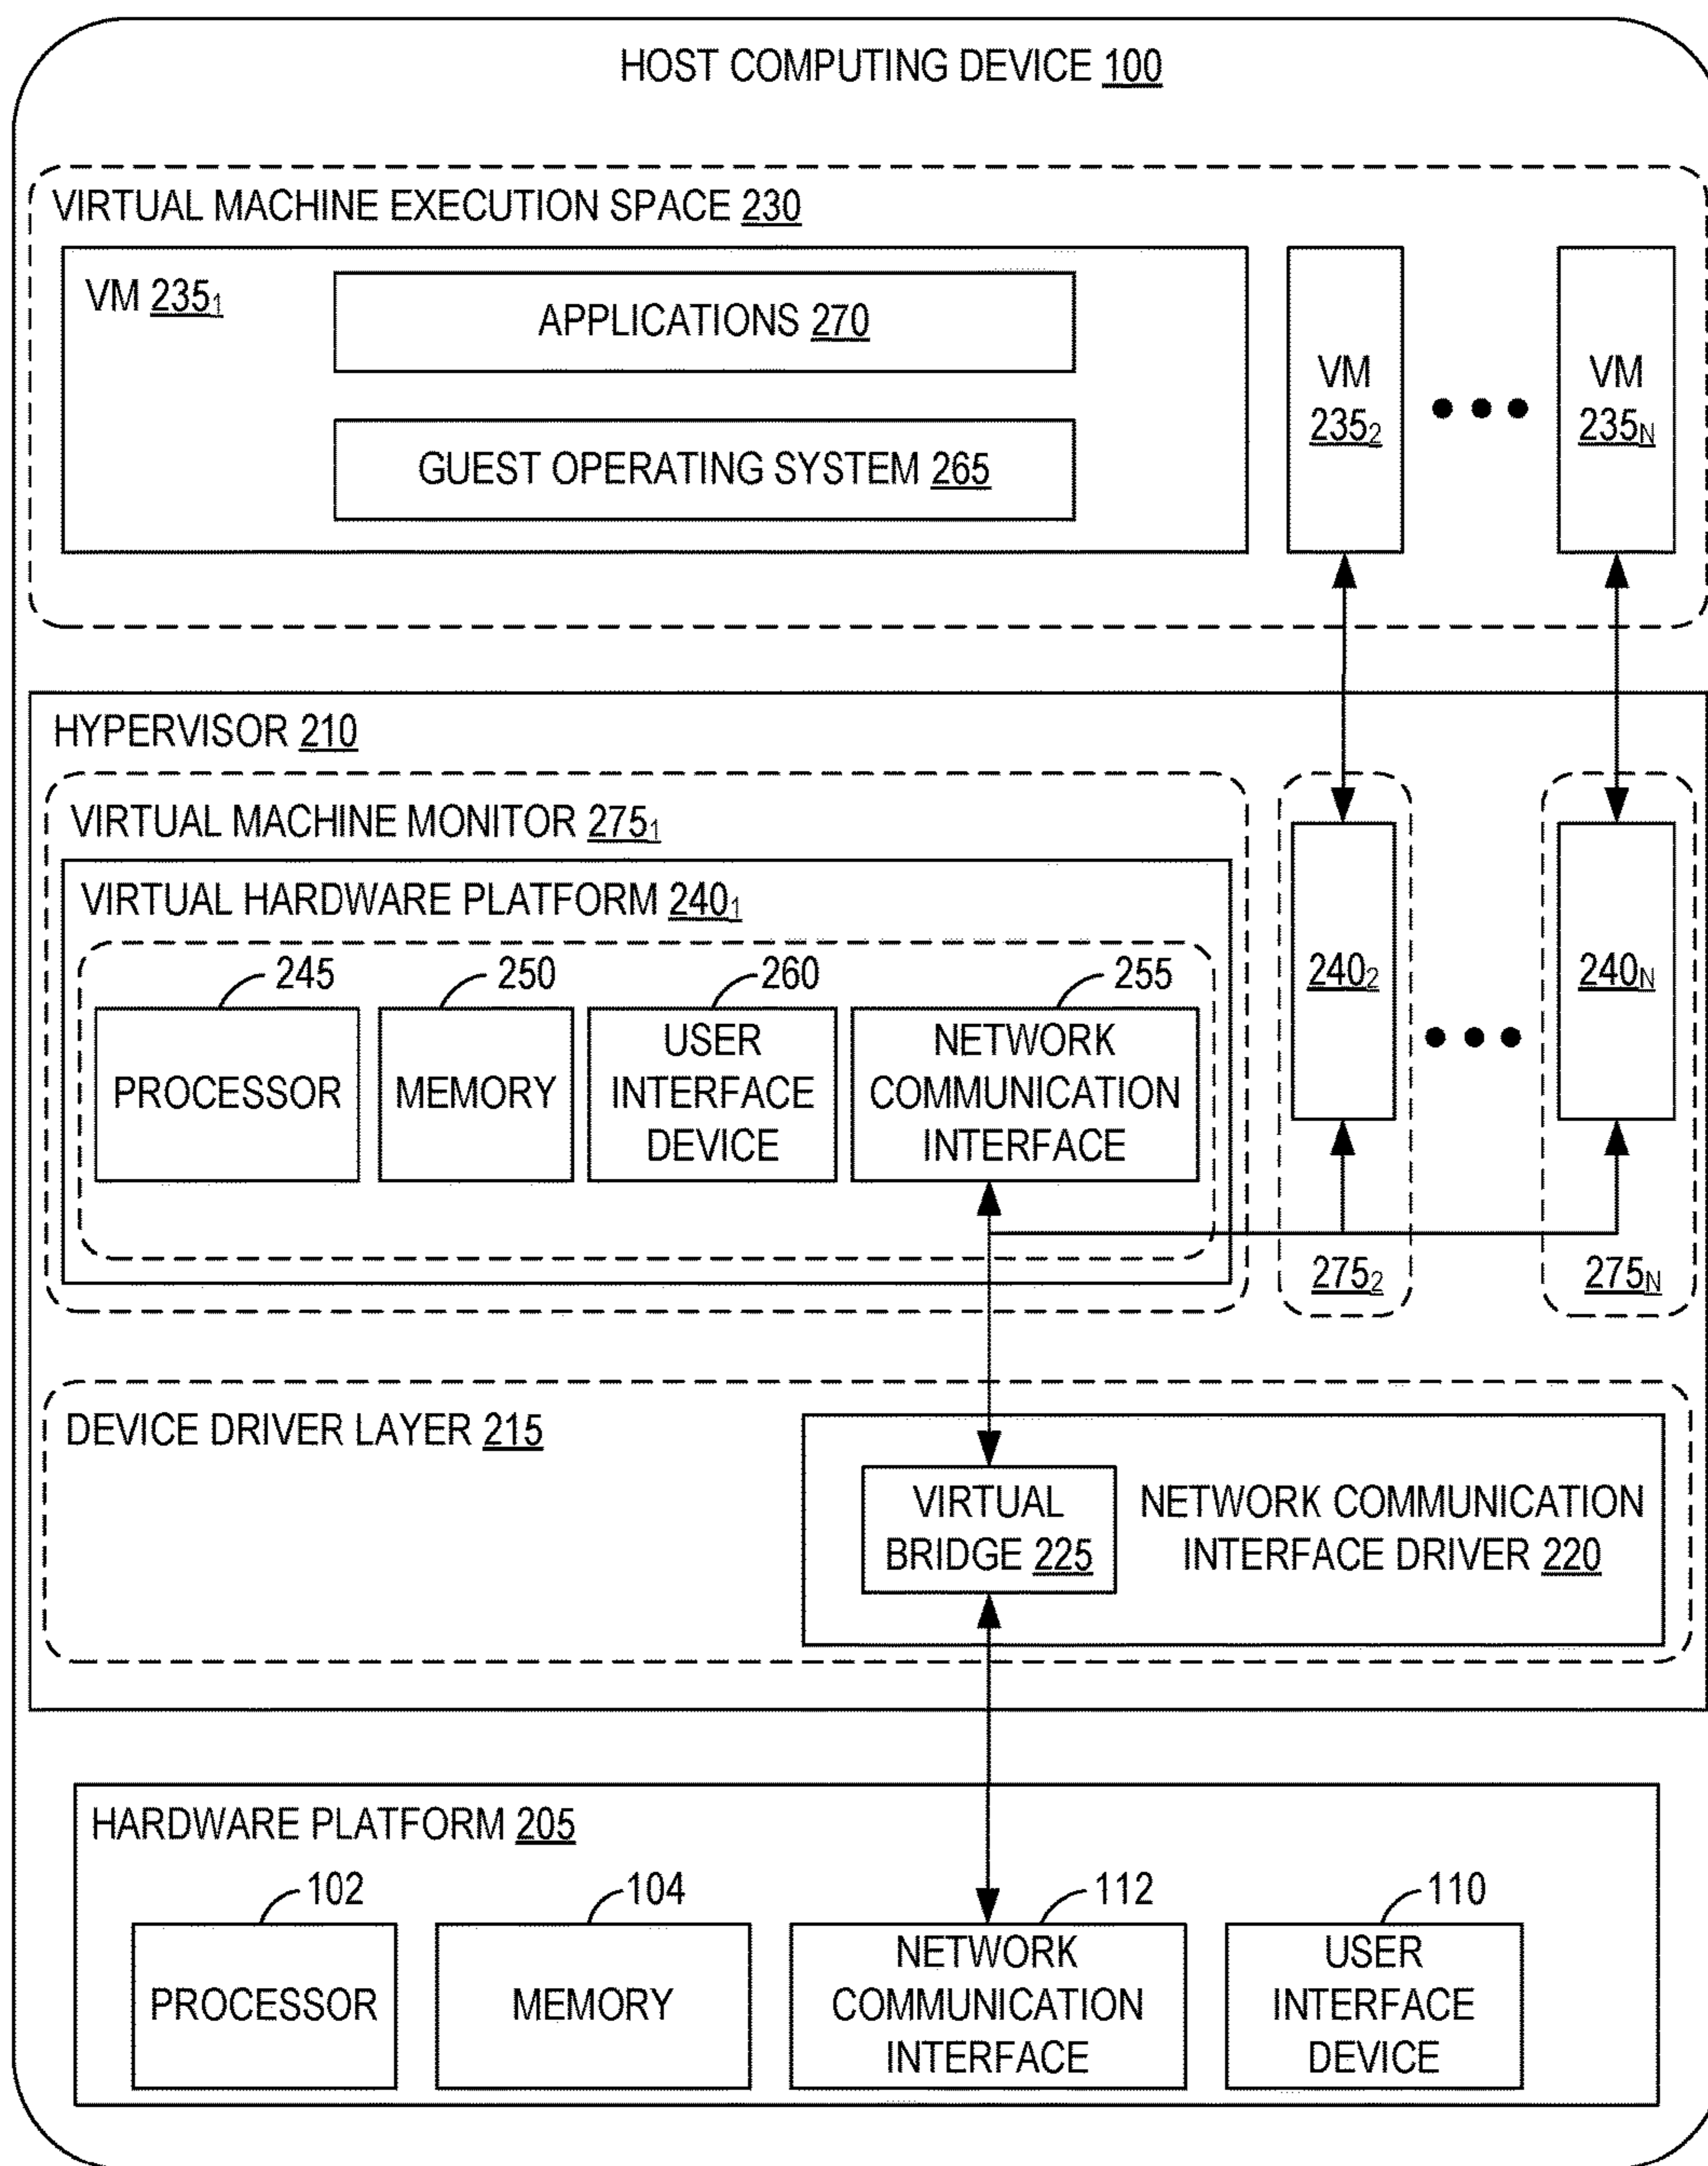 HOST COMPUTING DEVICE 100
VIRTUAL MACHINE EXECUTION SPACE 230
VM 235₁
APPLICATIONS 270
GUEST OPERATING SYSTEM 265
VM
235₂
VM
235_N
HYPERVISOR 210
VIRTUAL MACHINE MONITOR 275₁
VIRTUAL HARDWARE PLATFORM 240₁
245
250
260
255
PROCESSOR
MEMORY
USER
INTERFACE
DEVICE
NETWORK
COMMUNICATION
INTERFACE
240₂
240_N
275₂
275_N
DEVICE DRIVER LAYER 215
VIRTUAL
BRIDGE 225
NETWORK COMMUNICATION
INTERFACE DRIVER 220
HARDWARE PLATFORM 205
102
104
112
110
PROCESSOR
MEMORY
NETWORK
COMMUNICATION
INTERFACE
USER
INTERFACE
DEVICE